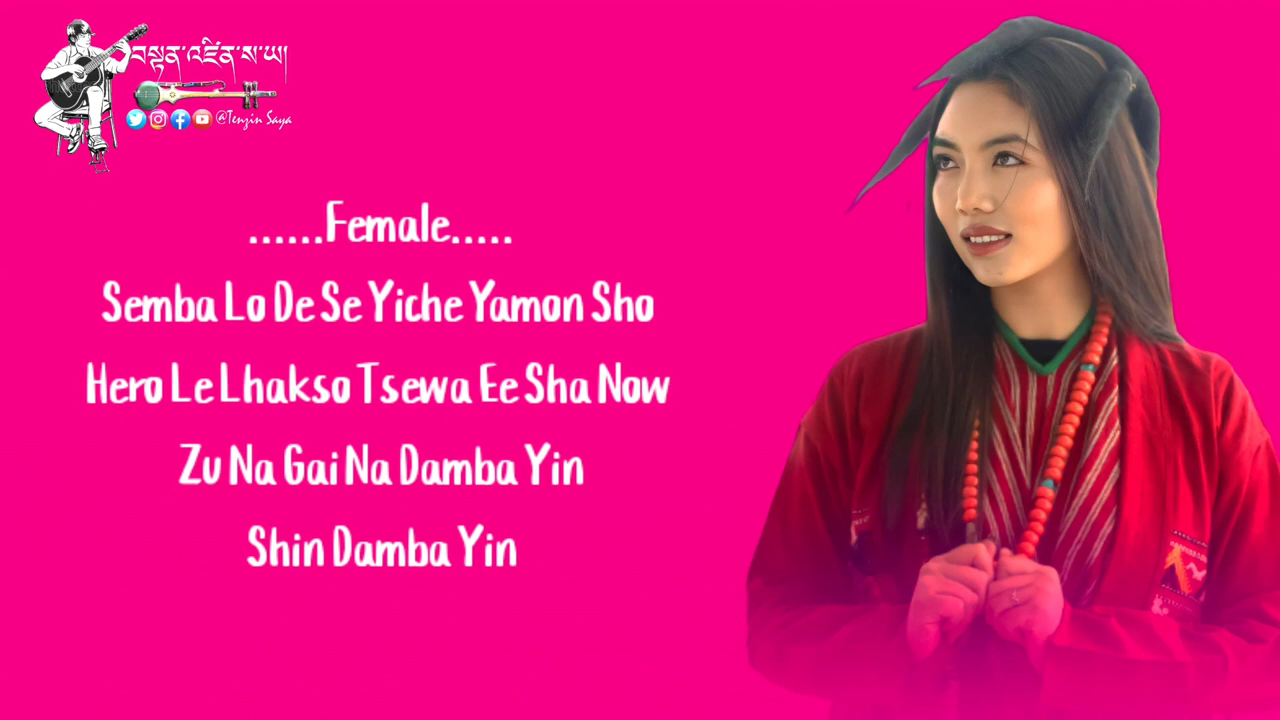 བསྟན་འཛིན་ས་ཡ།
@Tenzin Saya
......Female.....
Semba Lo De Se Yiche Yamon Sho
Hero Le Lhakso Tsewa Ee Sha Now
Zu Na Gai Na Damba Yin
Shin Damba Yin